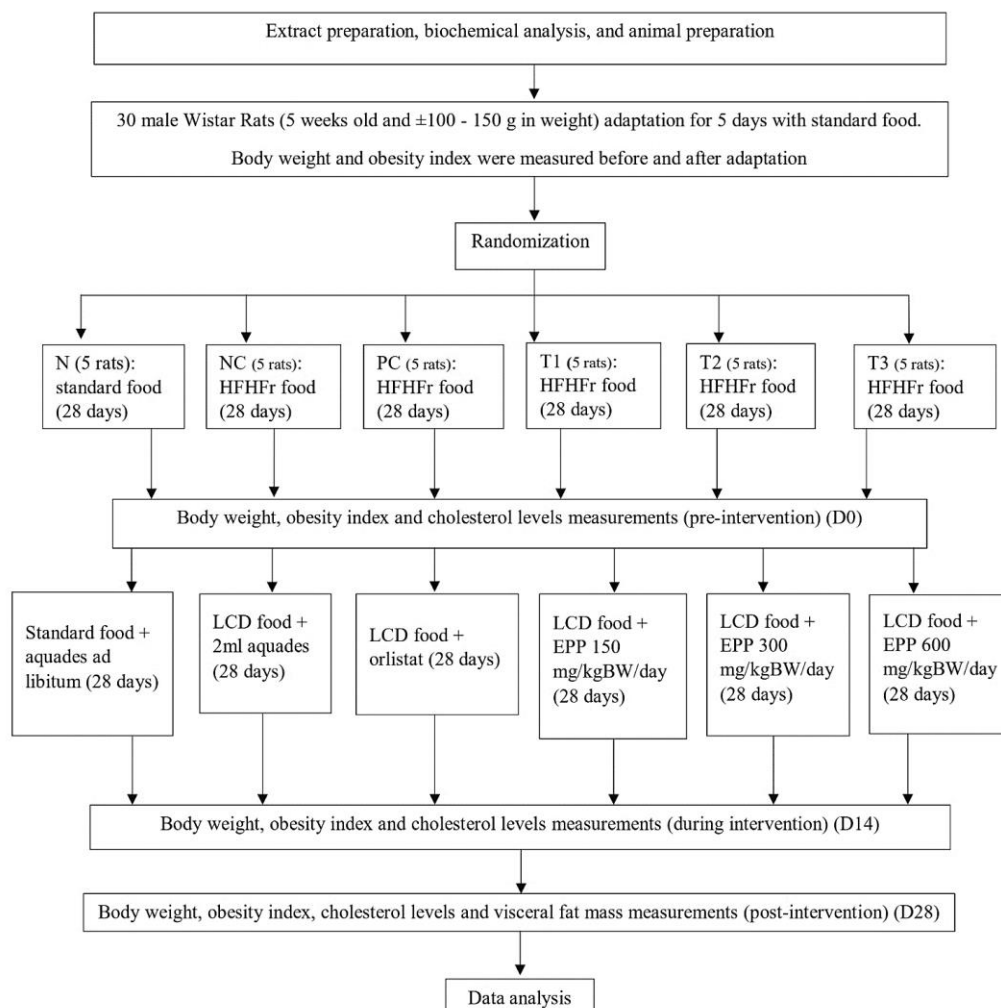 Extract preparation, biochemical analysis, and animal preparation
30 male Wistar Rats (5 weeks old and ±100 - 150 g in weight) adaptation for 5 days with standard food.
Body weight and obesity index were measured before and after adaptation
Randomization
N (5 rats):
standard food
(28 days)
NC (5 rats):
HFHFr food
(28 days)
PC (5 rats):
HFHFr food
(28 days)
T1 (5 rats):
HFHFr food
(28 days)
T2 (5 rats):
HFHFr food
(28 days)
T3 (5 rats):
HFHFr food
(28 days)
Body weight, obesity index and cholesterol levels measurements (pre-intervention) (D0)
Standard food +
aquades ad
libitum (28 days)
LCD food +
2ml aquades
(28 days)
LCD food +
orlistat (28 days)
LCD food +
EPP 150
mg/kgBW/day
(28 days)
LCD food +
EPP 300
mg/kgBW/day
(28 days)
LCD food +
EPP 600
mg/kgBW/day
(28 days)
Body weight, obesity index and cholesterol levels measurements (during intervention) (D14)
Body weight, obesity index, cholesterol levels and visceral fat mass measurements (post-intervention) (D28)
Data analysis